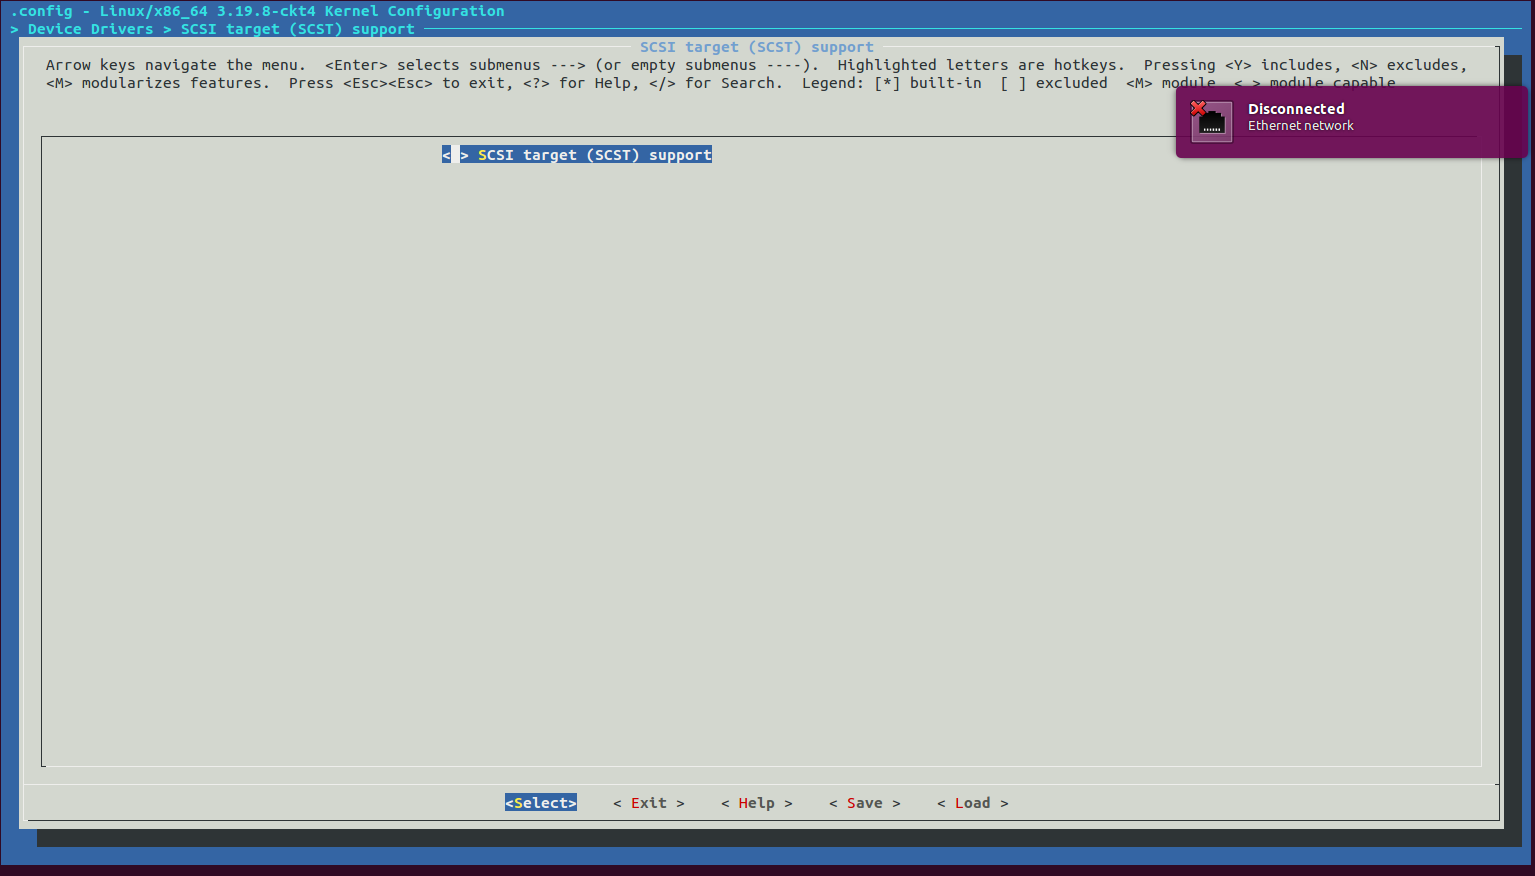 .config - Linux/x86_64 3.19.8-ckt4 Kernel Configuration
> Device Drivers > SCSI target (SCST) support
SCSI target (SCST) support
Arrow keys navigate the menu.  <Enter> selects submenus ---> (or empty submenus ----).  Highlighted letters are hotkeys.  Pressing <Y> includes, <N> excludes,
<M> modularizes features.  Press <Esc><Esc> to exit, <?> for Help, </> for Search.  Legend: [*] built-in  [ ] excluded  <M> module  < > module capable
Disconnected
Ethernet network
< > SCSI target (SCST) support
<Select>    < Exit >    < Help >    < Save >    < Load >